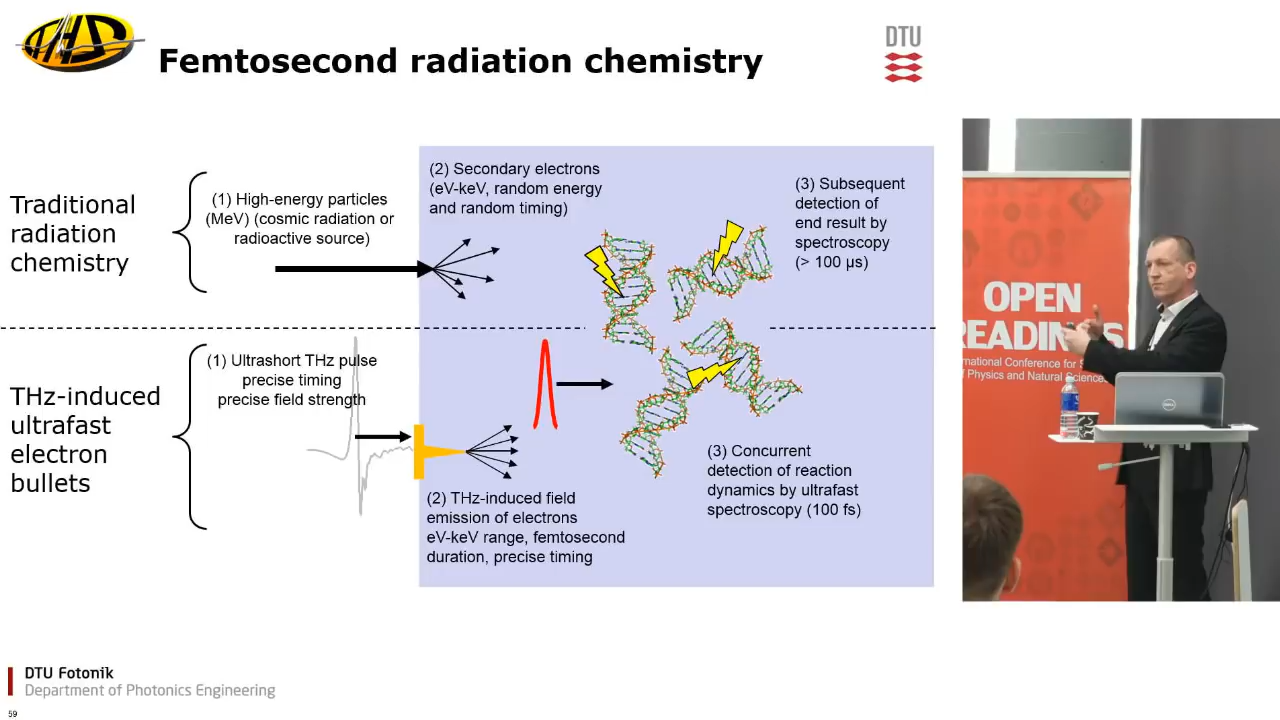 THS
Femtosecond radiation chemistry
DTU
Traditional
radiation
chemistry
(1) High-energy particles
(MeV) (cosmic radiation or
radioactive source)
(2) Secondary electrons
(eV-keV, random energy
and random timing)
(3) Subsequent
detection of
end result by
spectroscopy
(> 100 µs)
THz-induced
ultrafast
electron
bullets
(1) Ultrashort THz pulse
precise timing
precise field strength
(2) THz-induced field
emission of electrons
eV-keV range, femtosecond
duration, precise timing
(3) Concurrent
detection of reaction
dynamics by ultrafast
spectroscopy (100 fs)
OPEN
READINGS
national Conference for S
of Physics and Natural Sciences
DELL
DTU Fotonik
Department of Photonics Engineering
59